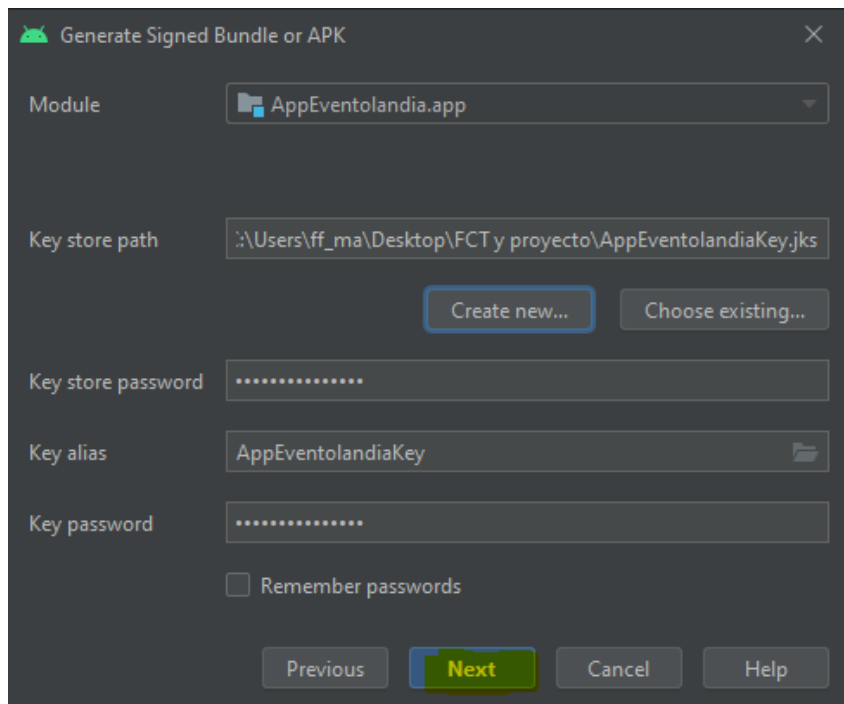 Generate Signed Bundle or APK
Module AppEventolandia.app
Key store path :\Users\ff_ma\Desktop\FCT y proyecto\AppEventolandiaKey.jks
Create new... Choose existing...
Key store password •••••••••••••••
Key alias AppEventolandiaKey
Key password •••••••••••••••
Remember passwords
Previous Next Cancel Help